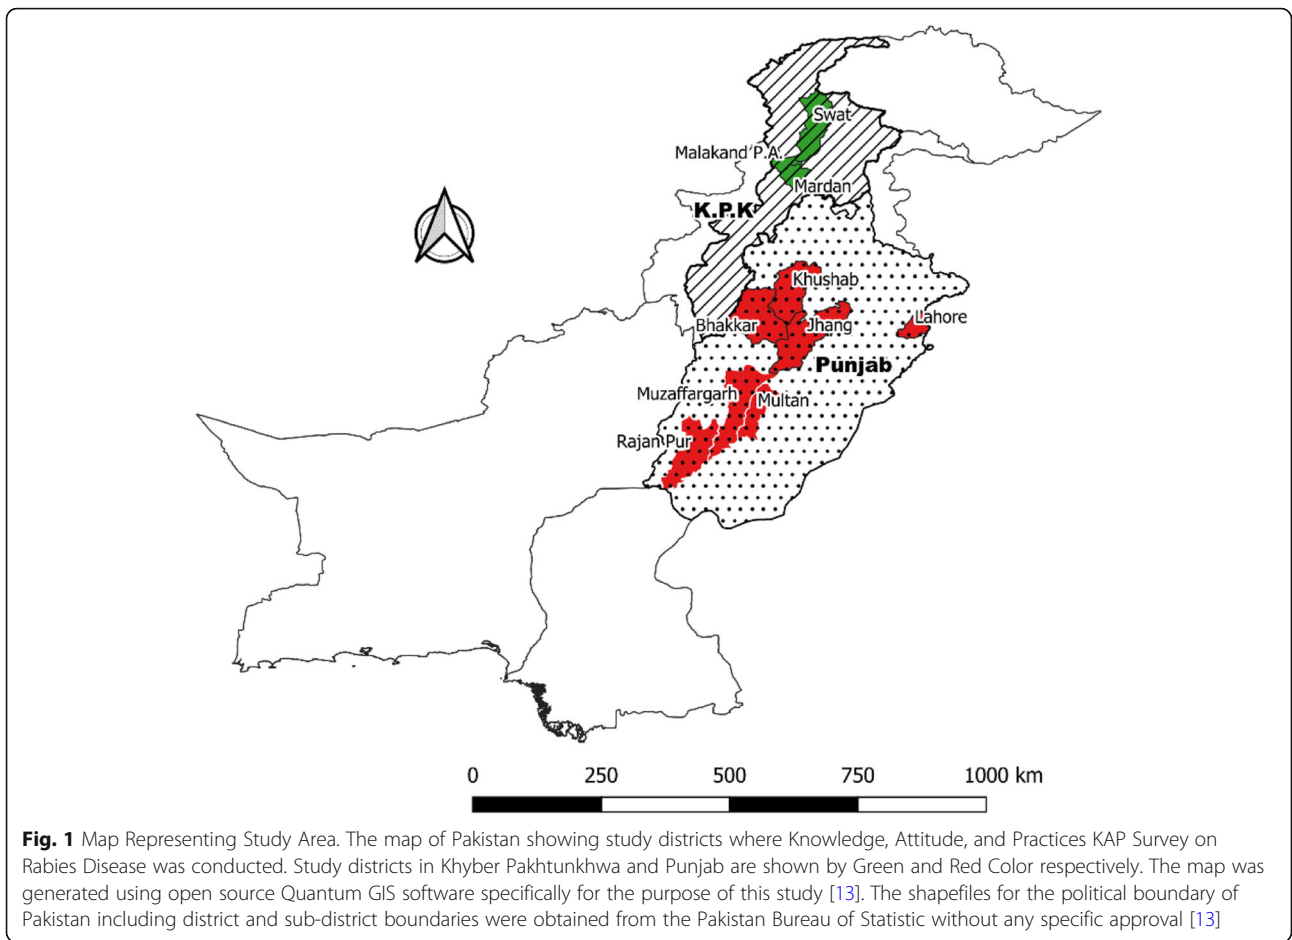 Swat
Malakand P.A.
Mardan
K.P.K
Khushab
Bhakkar
Jhang
Lahore
Punjab
Muzaffargarh
Multan
Rajan Pur
0 250 500 750 1000 km
Fig. 1 Map Representing Study Area. The map of Pakistan showing study districts where Knowledge, Attitude, and Practices KAP Survey on
Rabies Disease was conducted. Study districts in Khyber Pakhtunkhwa and Punjab are shown by Green and Red Color respectively. The map was
generated using open source Quantum GIS software specifically for the purpose of this study [13]. The shapefiles for the political boundary of
Pakistan including district and sub-district boundaries were obtained from the Pakistan Bureau of Statistic without any specific approval [13]